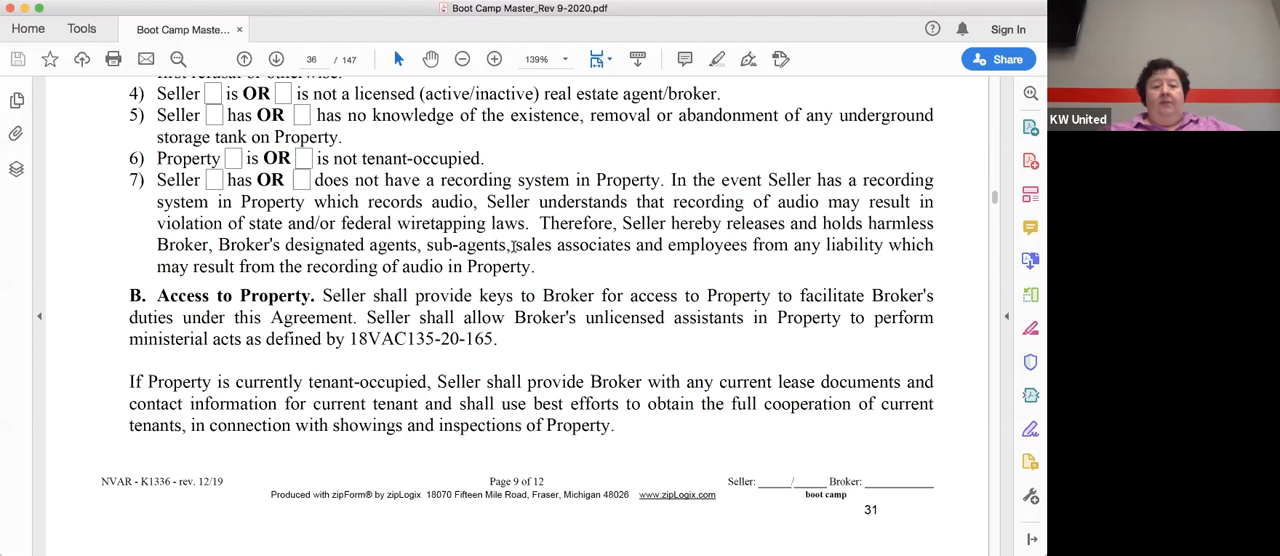 Boot Camp Master_Rev 9-2020.pdf
Home Tools Boot Camp Maste... × Sign In
36 / 147 139% Share
first refusal or otherwise.
4) Seller is OR is not a licensed (active/inactive) real estate agent/broker.
5) Seller has OR has no knowledge of the existence, removal or abandonment of any underground
storage tank on Property.
6) Property is OR is not tenant-occupied.
7) Seller has OR does not have a recording system in Property. In the event Seller has a recording
system in Property which records audio, Seller understands that recording of audio may result in
violation of state and/or federal wiretapping laws. Therefore, Seller hereby releases and holds harmless
Broker, Broker's designated agents, sub-agents, sales associates and employees from any liability which
may result from the recording of audio in Property.
B. Access to Property. Seller shall provide keys to Broker for access to Property to facilitate Broker's
duties under this Agreement. Seller shall allow Broker's unlicensed assistants in Property to perform
ministerial acts as defined by 18VAC135-20-165.
If Property is currently tenant-occupied, Seller shall provide Broker with any current lease documents and
contact information for current tenant and shall use best efforts to obtain the full cooperation of current
tenants, in connection with showings and inspections of Property.
NVAR - K1336 - rev. 12/19 Page 9 of 12 Seller: _____/_____ Broker: __________
Produced with zipForm® by zipLogix 18070 Fifteen Mile Road, Fraser, Michigan 48026 www.zipLogix.com boot camp
31
KW United